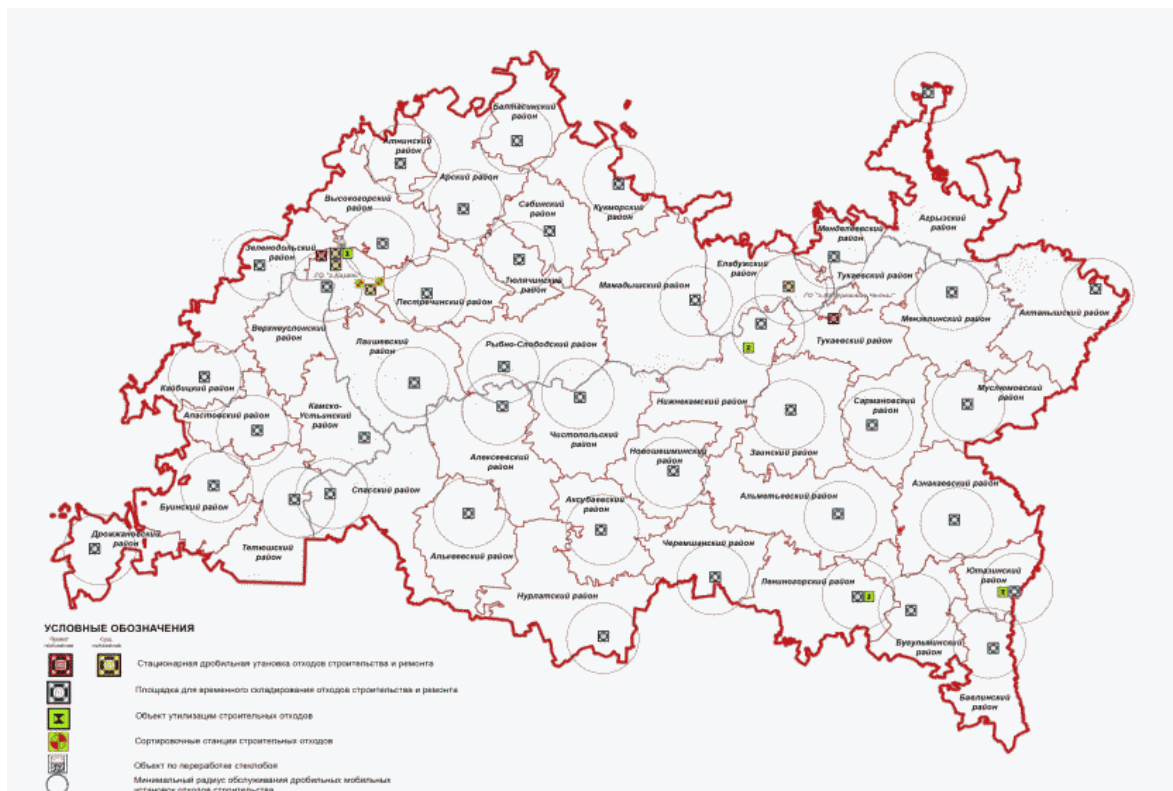 Балтасинский
район
Атнинский
район
Арский район
Высокогорский
район
Сабинский
район
Кукморский
район
Агрызский
район
Менделеевский
район
Зеленодольский
район
Елабужский
район
Тукаевский район
Тюлячинский
район
Мамадышский район
Пестречинский район
Мензелинский район
Актанышский район
Верхнеуслонский
район
Лаишевский
район
Рыбно-Слободский район
Тукаевский район
Кайбицкий район
Муслюмовский
район
Апастовский район
Камско-
Устьинский
район
Нижнекамский район
Сармановский
район
Чистопольский
район
Заинский район
Алексеевский
район
Новошешминский
район
Спасский район
Аксубаевский
район
Альметьевский район
Азнакаевский район
Буинский район
Дрожжановский
район
Тетюшский
район
Алькеевский район
Черемшанский район
Лениногорский район
Ютазинский
район
Нурлатский район
Бугульминский
район
Бавлинский
район
УСЛОВНЫЕ ОБОЗНАЧЕНИЯ
Стационарная дробильная утановка отходов строительства и ремонта
Площадка для временного складирования отходов строительства и ремонта
Объект утилизации строительных отходов
Сортировочные станции строительных отходов
Объект по переработке стеклобоя
Минимальный радиус обслуживания дробильных мобильных
установок отходов строительства